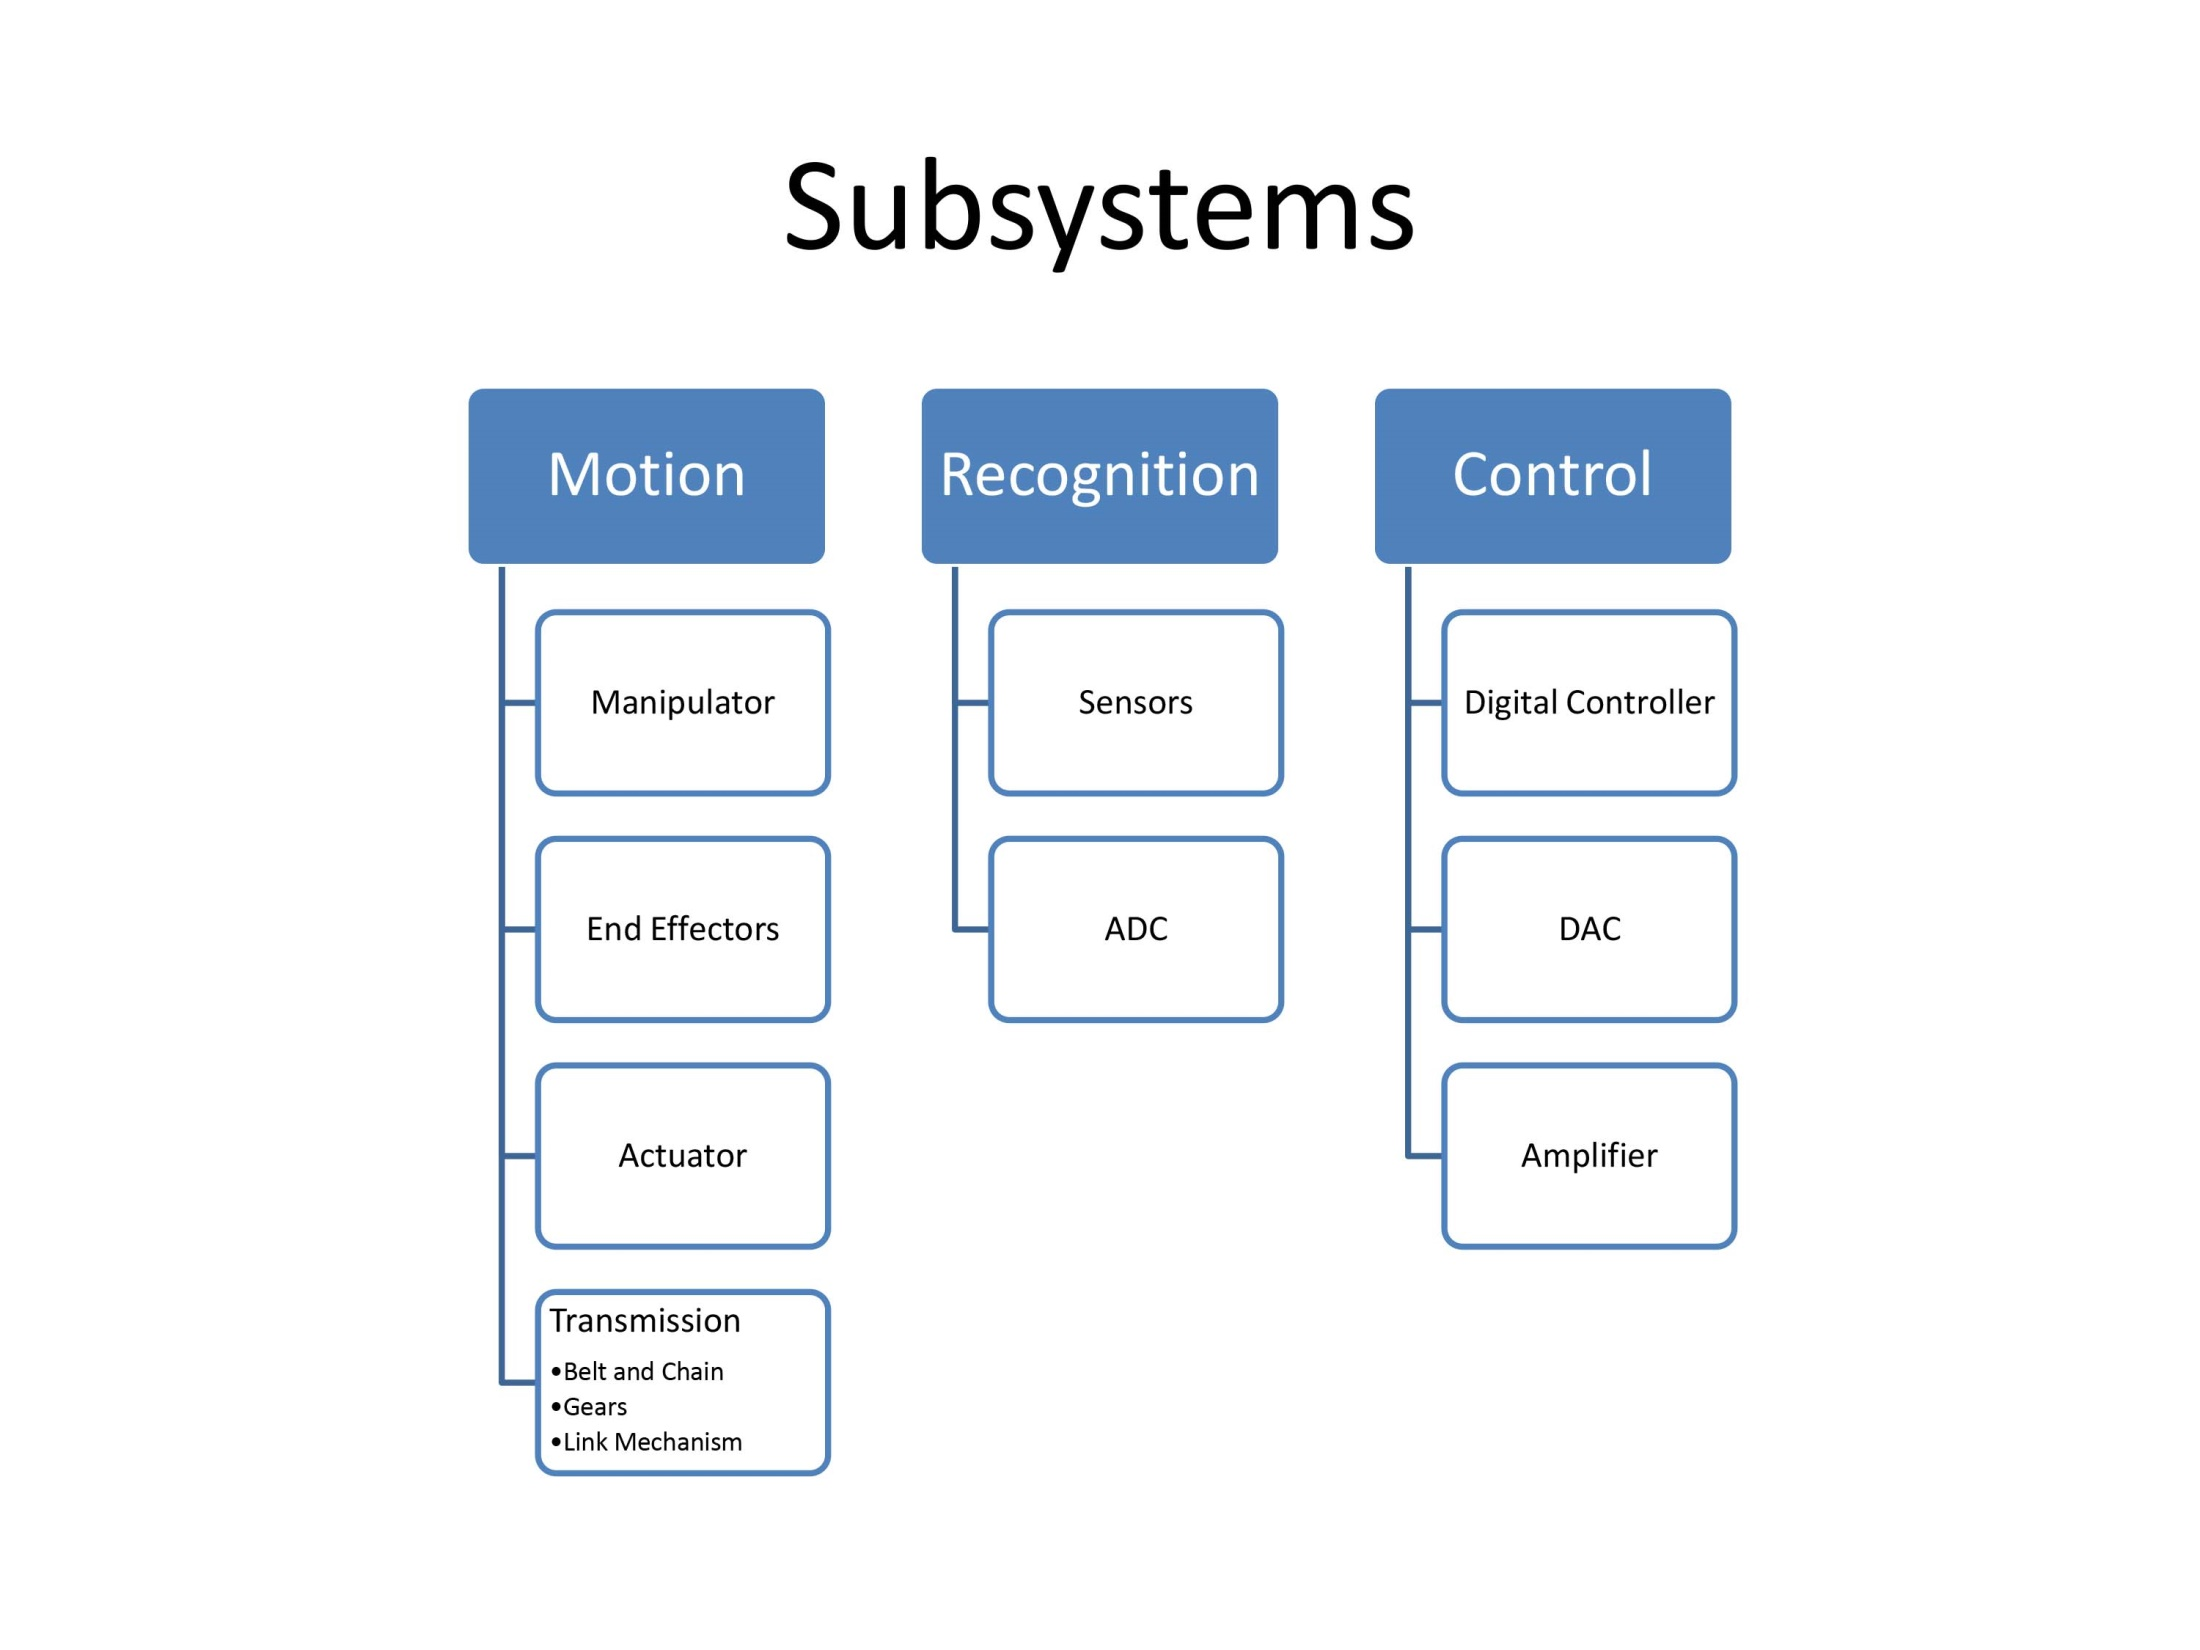 Subsystems
Motion
Manipulator
End Effectors
Actuator
Transmission
•Belt and Chain
•Gears
•Link Mechanism
Recognition
Sensors
ADC
Control
Digital Controller
DAC
Amplifier